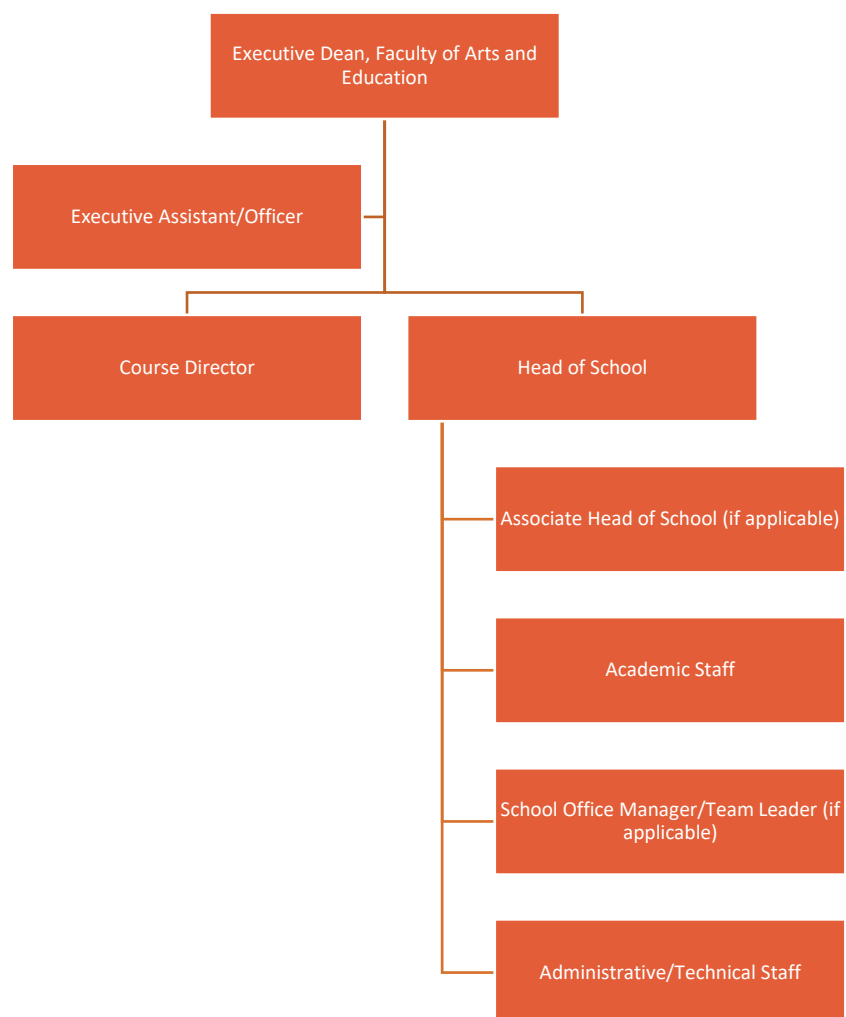 Executive Dean, Faculty of Arts and
Education
Executive Assistant/Officer
Course Director
Head of School
Associate Head of School (if applicable)
Academic Staff
School Office Manager/Team Leader (if
applicable)
Administrative/Technical Staff